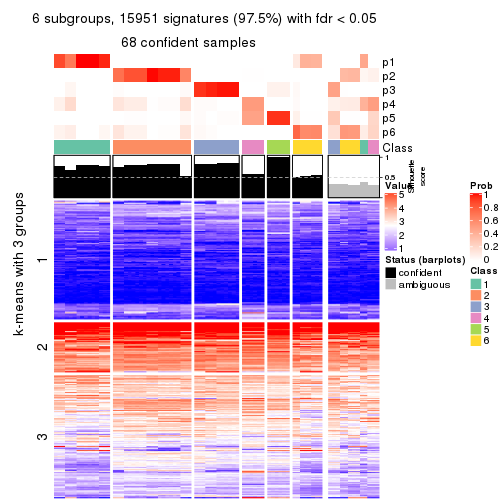 6 subgroups, 15951 signatures (97.5%) with fdr < 0.05
68 confident samples
p1
p2
p3
p4
p5
p6
Class
1
0.5
0
Silhouette
score
k-means with 3 groups
1
2
3
Value
5
4
3
2
1
Status (barplots)
confident
ambiguous
Prob
1
0.8
0.6
0.4
0.2
0
Class
1
2
3
4
5
6